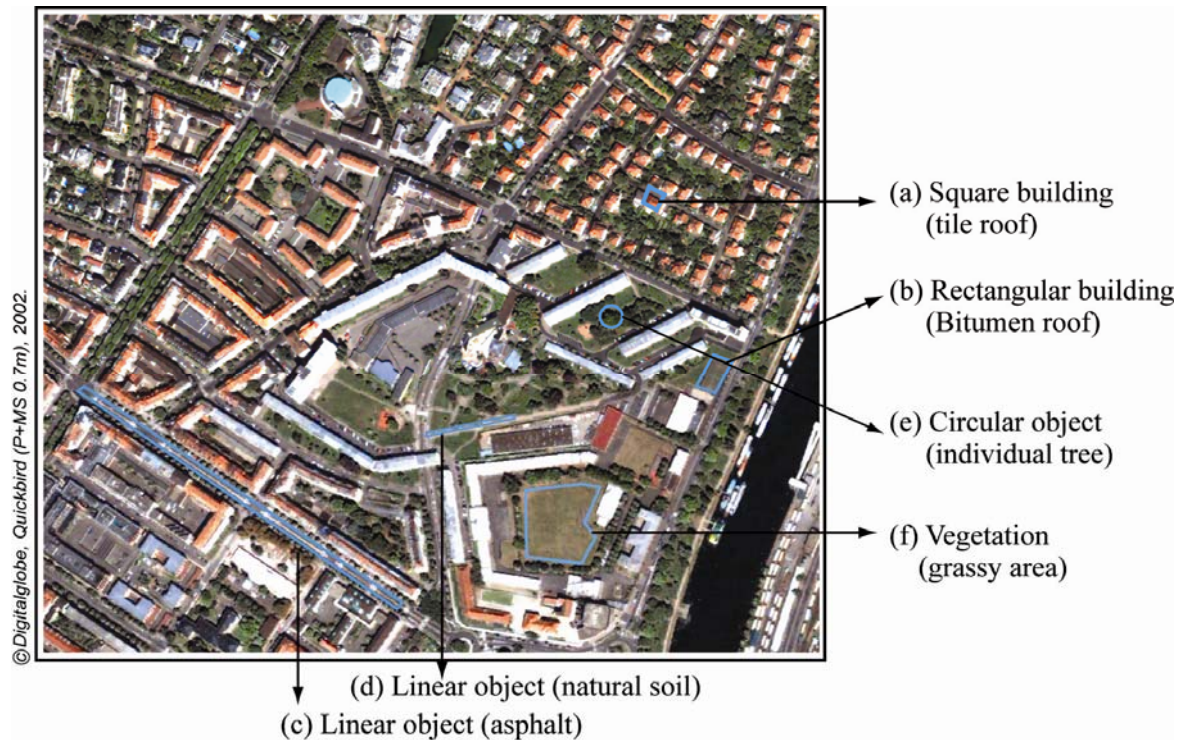 (a) Square building
(tile roof)
(b) Rectangular building
(Bitumen roof)
(e) Circular object
(individual tree)
(f) Vegetation
(grassy area)
(d) Linear object (natural soil)
(c) Linear object (asphalt)
©Digitalglobe, Quickbird (P+MS 0.7m), 2002.